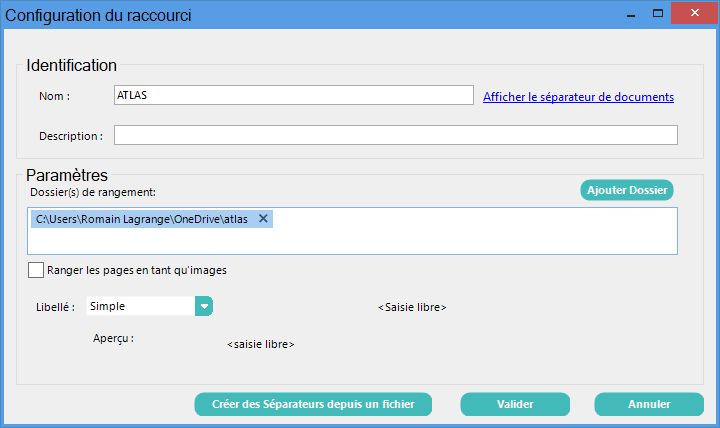 Configuration du raccourci
Identification
Nom : ATLAS Afficher le séparateur de documents
Description :
Paramètres
Dossier(s) de rangement: Ajouter Dossier
C:\Users\Romain Lagrange\OneDrive\atlas
Ranger les pages en tant qu'images
Libellé : Simple <Saisie libre>
Aperçu : <saisie libre>
Créer des Séparateurs depuis un fichier Valider Annuler